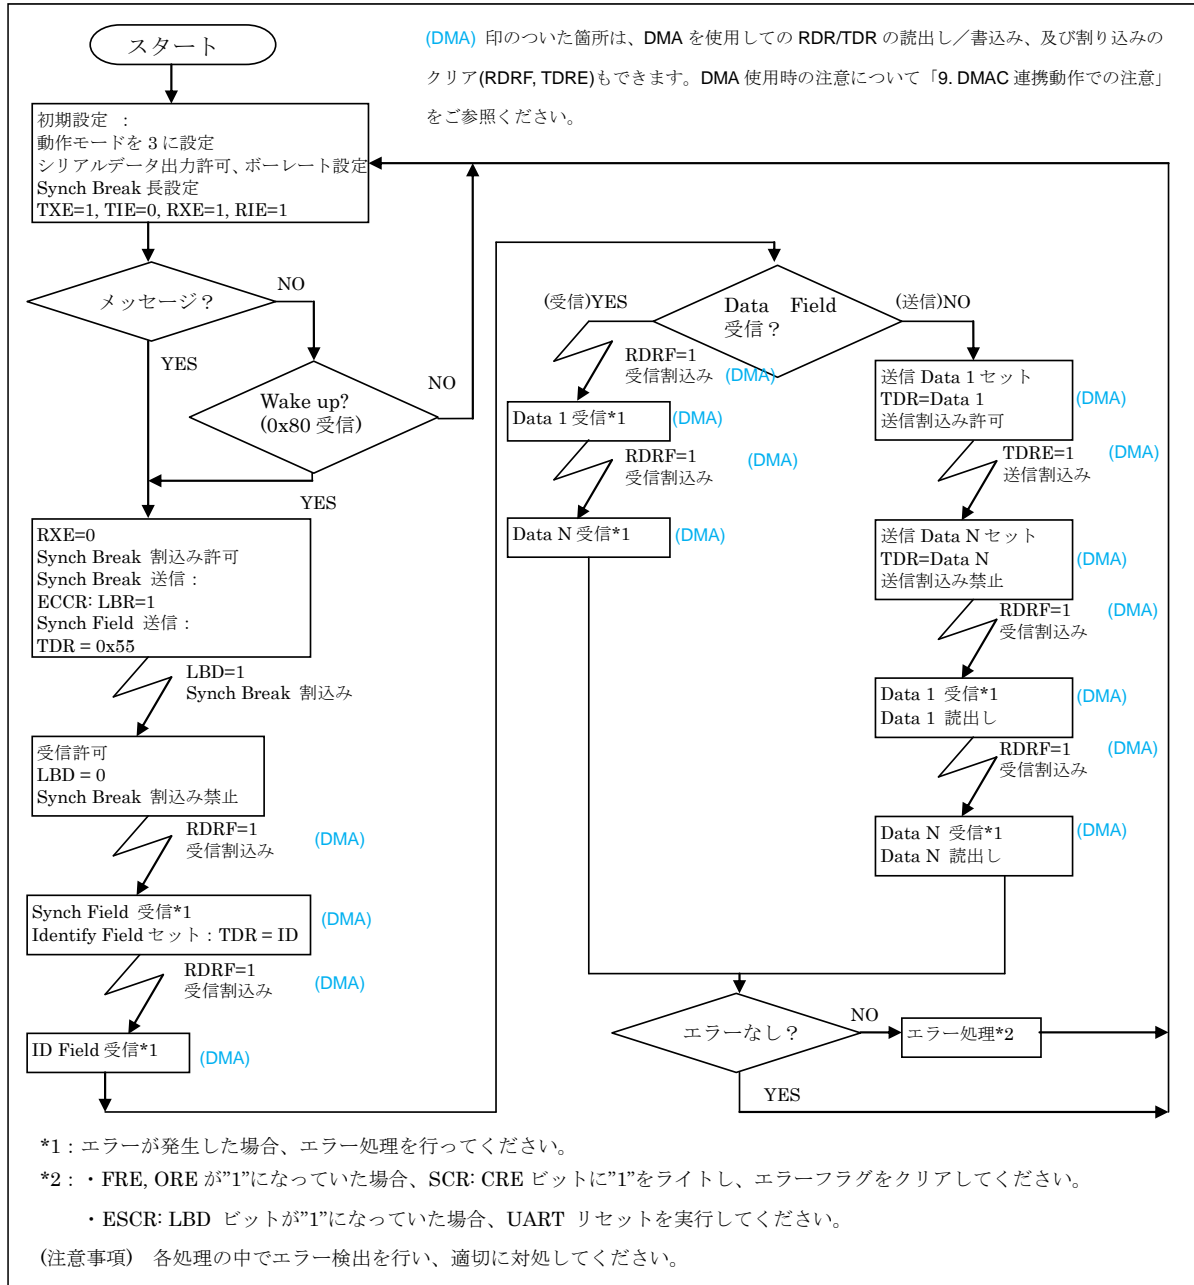 スタート
(DMA) 印のついた箇所は、DMA を使用しての RDR/TDR の読出し／書込み、及び割り込みの
クリア(RDRF, TDRE)もできます。DMA 使用時の注意について「9. DMAC 連携動作での注意」
をご参照ください。
初期設定 ：
動作モードを 3 に設定
シリアルデータ出力許可、ボーレート設定
Synch Break 長設定
TXE=1, TIE=0, RXE=1, RIE=1
メッセージ？
NO
YES
Wake up?
(0x80 受信)
NO
YES
RXE=0
Synch Break 割込み許可
Synch Break 送信：
ECCR: LBR=1
Synch Field 送信：
TDR = 0x55
LBD=1
Synch Break 割込み
受信許可
LBD = 0
Synch Break 割込み禁止
RDRF=1
受信割込み
(DMA)
Synch Field 受信*1
Identify Field セット：TDR = ID
(DMA)
RDRF=1
受信割込み
(DMA)
ID Field 受信*1
(DMA)
Data Field
受信？
(受信)YES
(送信)NO
RDRF=1
受信割込み (DMA)
Data 1 受信*1
(DMA)
RDRF=1
受信割込み
(DMA)
Data N 受信*1
(DMA)
送信 Data 1 セット
TDR=Data 1
送信割込み許可
(DMA)
TDRE=1
送信割込み
(DMA)
送信 Data N セット
TDR=Data N
送信割込み禁止
(DMA)
RDRF=1
受信割込み
(DMA)
Data 1 受信*1
Data 1 読出し
(DMA)
RDRF=1
受信割込み
(DMA)
Data N 受信*1
Data N 読出し
(DMA)
エラーなし？
NO
エラー処理*2
YES
*1：エラーが発生した場合、エラー処理を行ってください。
*2：・FRE, ORE が”1”になっていた場合、SCR: CRE ビットに”1”をライトし、エラーフラグをクリアしてください。
・ESCR: LBD ビットが”1”になっていた場合、UART リセットを実行してください。
(注意事項) 各処理の中でエラー検出を行い、適切に対処してください。